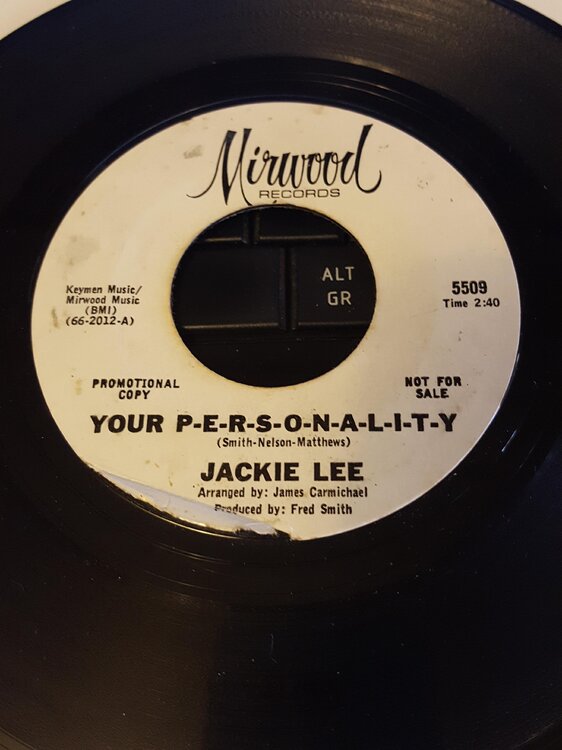 Mirwood
RECORDS
ALT
GR
Keymen Music/
Mirwood Music
(BMI)
(66-2012-A)
5509
Time 2:40
PROMOTIONAL
COPY
NOT FOR
SALE
YOUR P-E-R-S-O-N-A-L-I-T-Y
(Smith-Nelson-Matthews)
JACKIE LEE
Arranged by: James Carmichael
Produced by: Fred Smith